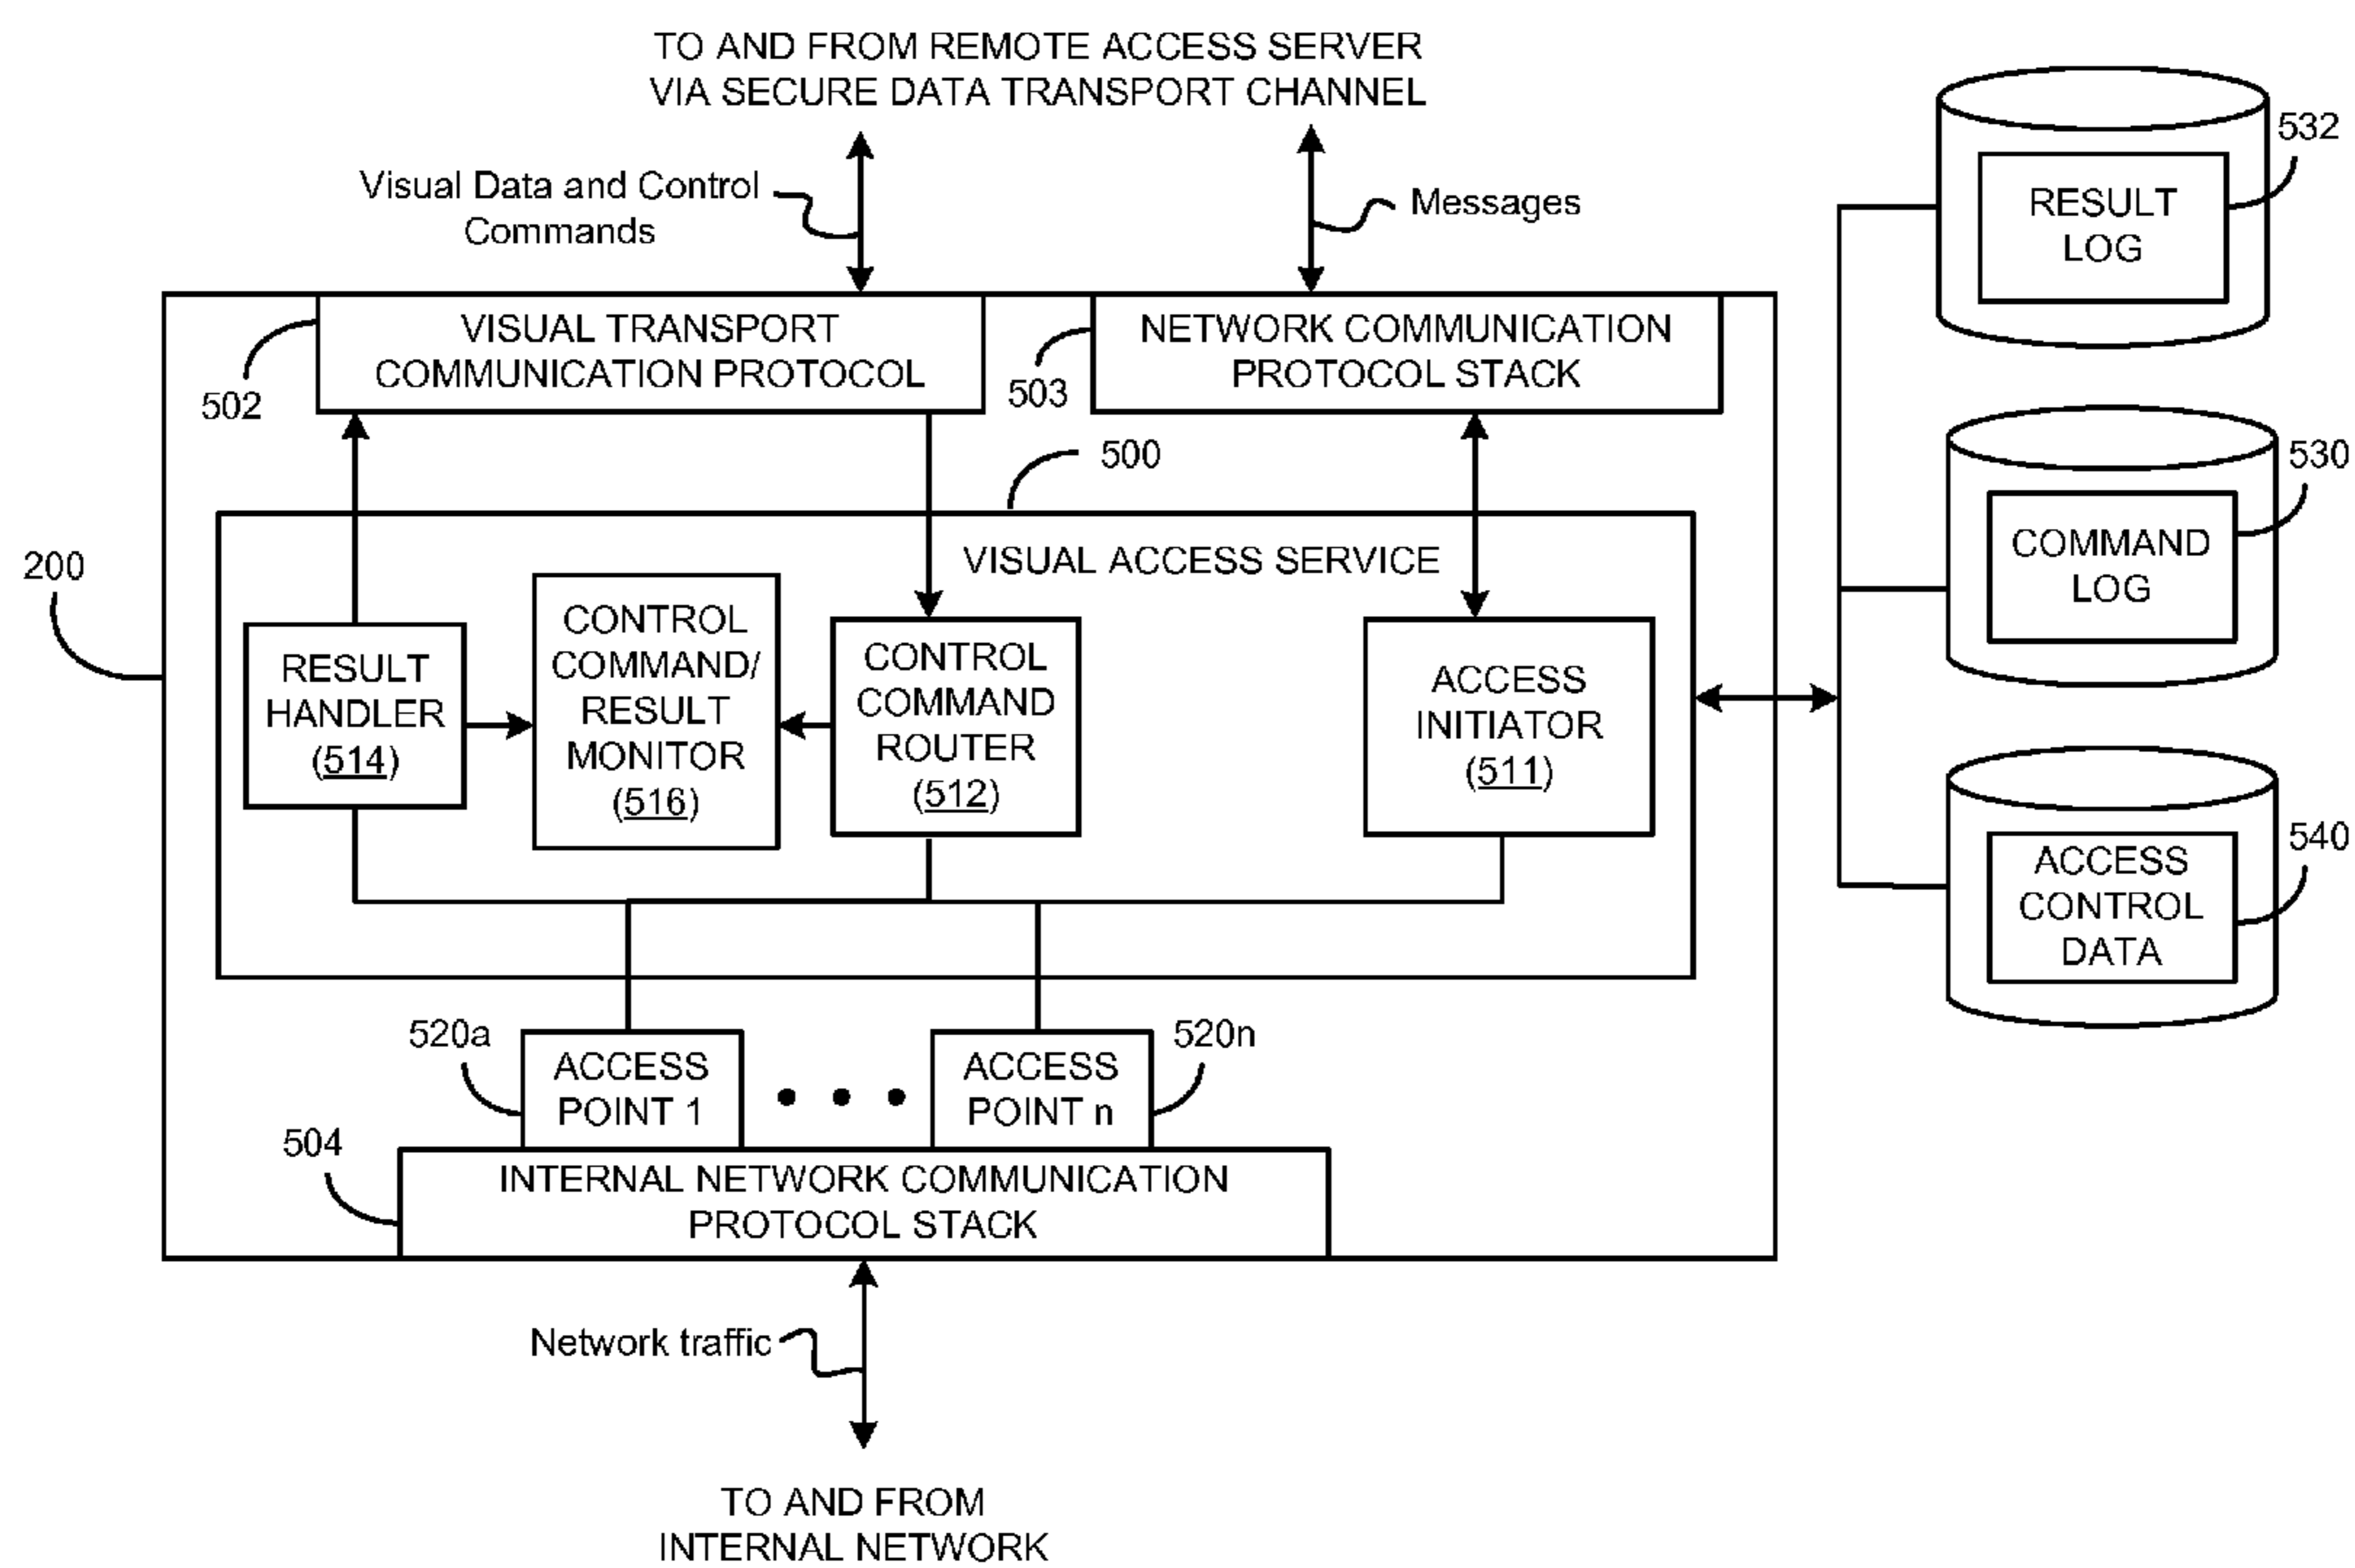 TO AND FROM REMOTE ACCESS SERVER
VIA SECURE DATA TRANSPORT CHANNEL
Visual Data and Control
Commands
Messages
532
RESULT
LOG
VISUAL TRANSPORT
COMMUNICATION PROTOCOL
502
NETWORK COMMUNICATION
PROTOCOL STACK
503
500
530
COMMAND
LOG
200
VISUAL ACCESS SERVICE
RESULT
HANDLER
(514)
CONTROL
COMMAND/
RESULT
MONITOR
(516)
CONTROL
COMMAND
ROUTER
(512)
ACCESS
INITIATOR
(511)
540
ACCESS
CONTROL
DATA
520a
ACCESS
POINT 1
• • •
ACCESS
POINT n
520n
504
INTERNAL NETWORK COMMUNICATION
PROTOCOL STACK
Network traffic
TO AND FROM
INTERNAL NETWORK